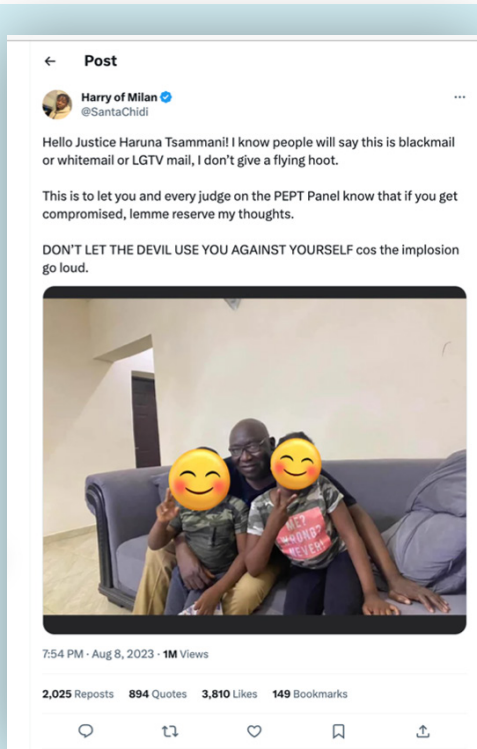 Post
Harry of Milan
@SantaChidi
Hello Justice Haruna Tsammani! I know people will say this is blackmail
or whitemail or LGTV mail, I don't give a flying hoot.
This is to let you and every judge on the PEPT Panel know that if you get
compromised, lemme reserve my thoughts.
DON'T LET THE DEVIL USE YOU AGAINST YOURSELF cos the implosion
go loud.
ME?
WRONG?
NEVER!
7:54 PM · Aug 8, 2023 · 1M Views
2,025 Reposts 894 Quotes 3,810 Likes 149 Bookmarks